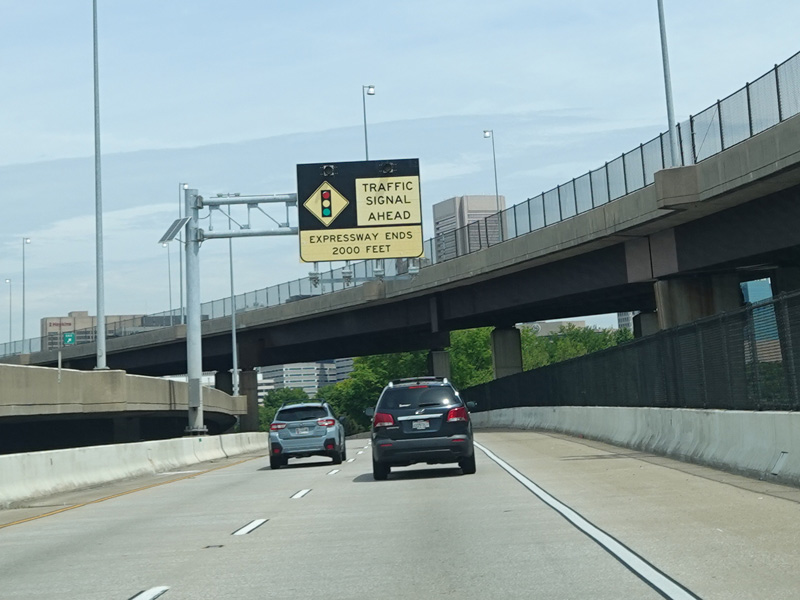 TRAFFIC
SIGNAL
AHEAD
EXPRESSWAY ENDS
2000 FEET